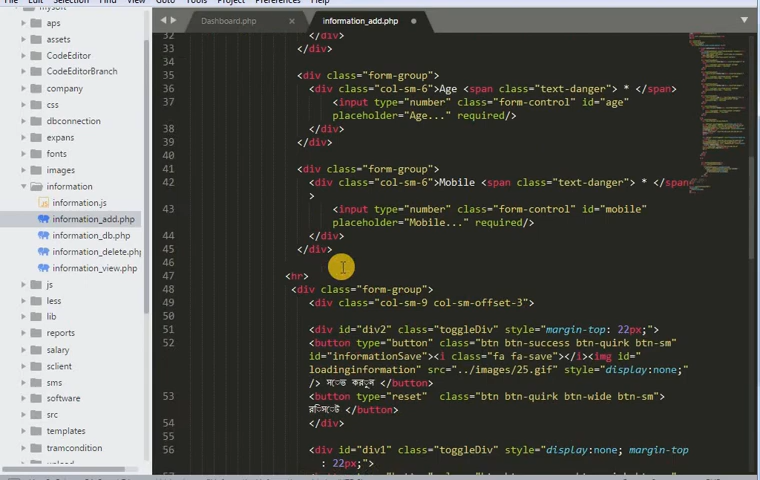 Edit Selection Find View Goto Tools Project Preferences Help
mysoft
aps
assets
CodeEditor
CodeEditorBranch
company
css
dbconnection
expans
fonts
images
information
information.js
information_add.php
information_db.php
information_delete.php
information_view.php
js
less
lib
reports
salary
sclient
sms
software
src
templates
tramcondition
upload
Dashboard.php ×
information_add.php
32 </div>
33 </div>
34
35 <div class="form-group">
36 <div class="col-sm-6">Age <span class="text-danger"> * </span>
37 <input type="number" class="form-control" id="age"
placeholder="Age..." required/>
38 </div>
39 </div>
40
41 <div class="form-group">
42 <div class="col-sm-6">Mobile <span class="text-danger"> * </span
>
43 <input type="number" class="form-control" id="mobile"
placeholder="Mobile..." required/>
44 </div>
45 </div>
46
47 <hr>
48 <div class="form-group">
49 <div class="col-sm-9 col-sm-offset-3">
50
51 <div id="div2" class="toggleDiv" style="margin-top: 22px;">
52 <button type="button" class="btn btn-success btn-quirk btn-sm"
id="informationSave"><i class="fa fa-save"></i><img id="
loadinginformation" src="../images/25.gif" style="display:none;"
/> সেভ করুন </button>
53 <button type="reset" class="btn btn-quirk btn-wide btn-sm">
রিসেট </button>
54 </div>
55
56 <div id="div1" class="toggleDiv" style="display:none; margin-top
: 22px;">